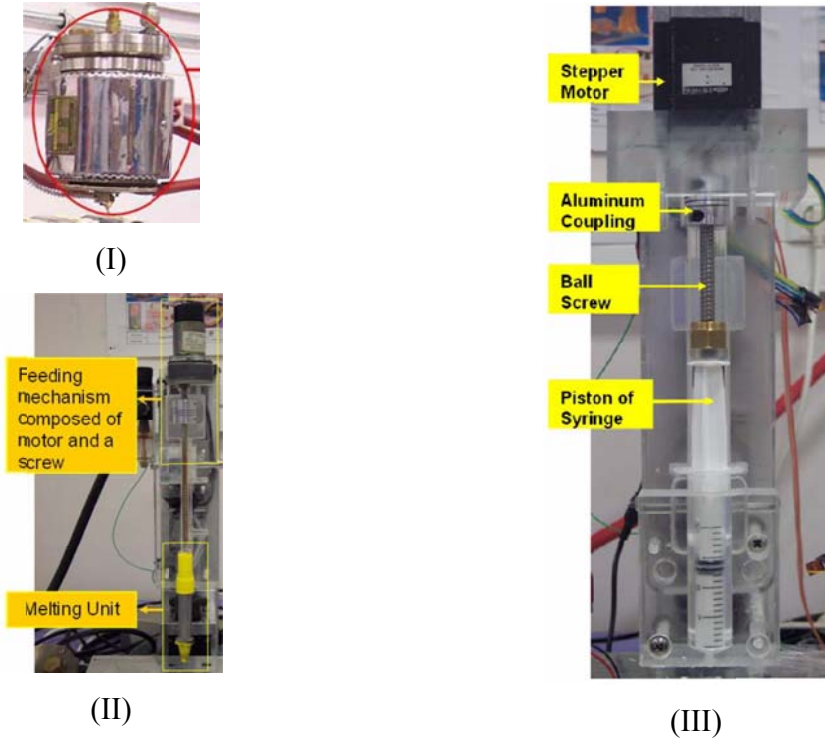 (I)
Feeding
mechanism
composed of
motor and a
screw
Melting Unit
(II)
Stepper
Motor
Aluminum
Coupling
Ball
Screw
Piston of
Syringe
(III)